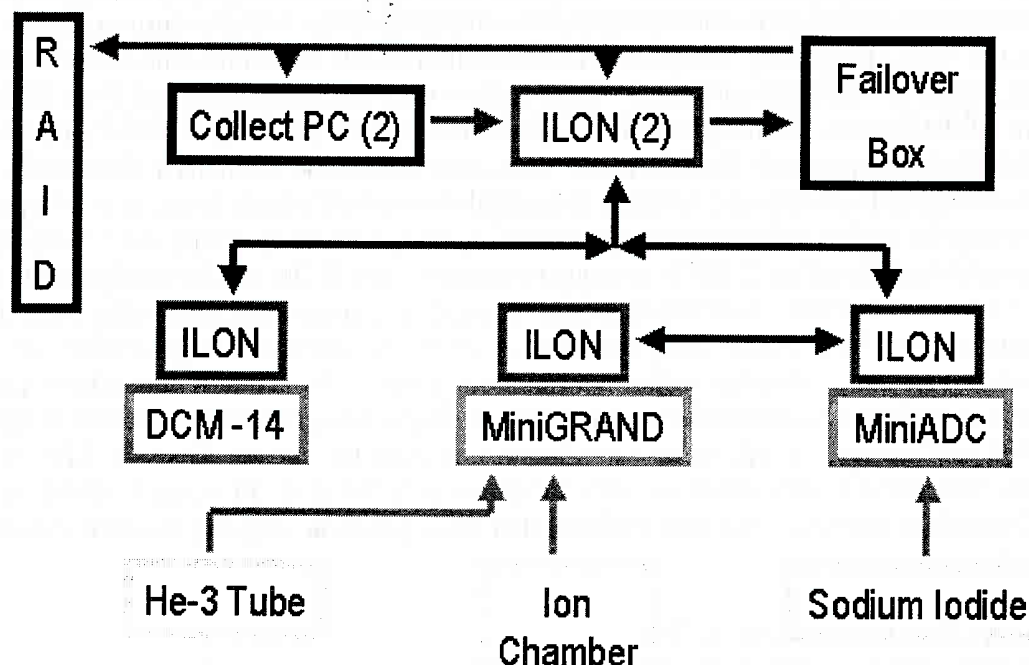 RAID
Collect PC (2)
ILON (2)
Failover
Box
ILON
ILON
ILON
DCM-14
MiniGRAND
MiniADC
He-3 Tube
Ion
Chamber
Sodium Iodide